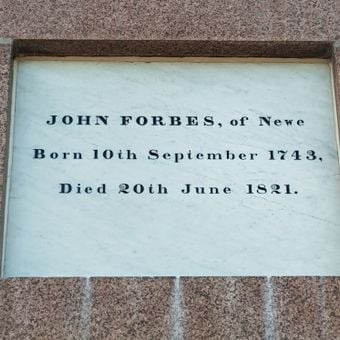 JOHN FORBES, of Newe
Born 10th September 1743,
Died 20th June 1821.